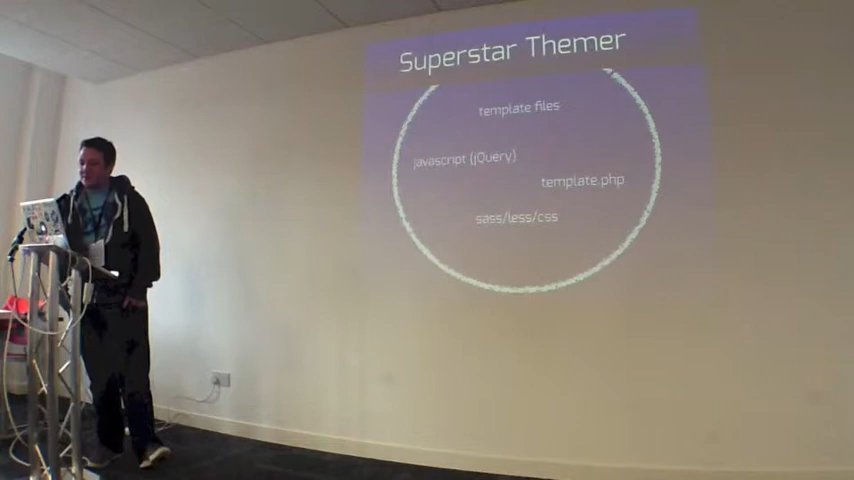 Superstar Themer
template files
javascript (jQuery)
template.php
sass/less/css